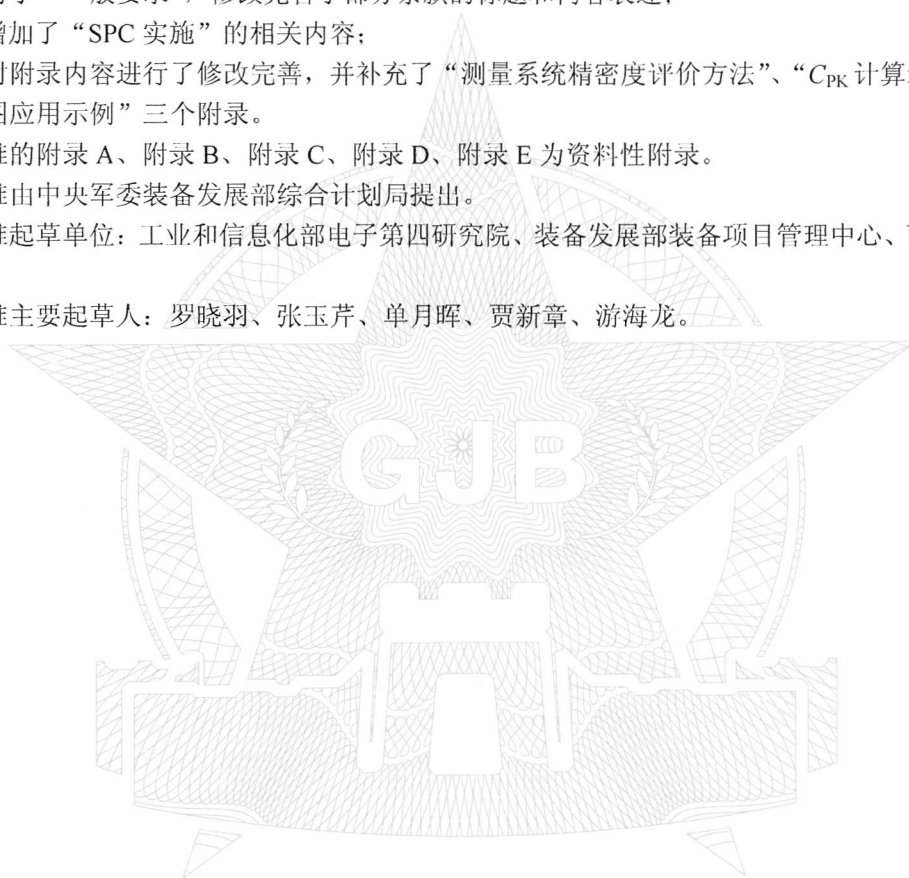 一般要求”，修改完善了部分条款的标题和内容表述；
增加了“SPC 实施”的相关内容；
对附录内容进行了修改完善，并补充了“测量系统精密度评价方法”、“CPK 计算
图应用示例”三个附录。
准的附录 A、附录 B、附录 C、附录 D、附录 E 为资料性附录。
准由中央军委装备发展部综合计划局提出。
准起草单位：工业和信息化部电子第四研究院、装备发展部装备项目管理中心、
准主要起草人：罗晓羽、张玉芹、单月晖、贾新章、游海龙。
GJB